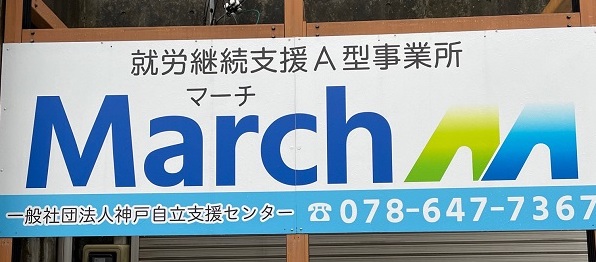 就労継続支援A型事業所
マーチ
March
一般社団法人神戸自立支援センター ☎078-647-7367